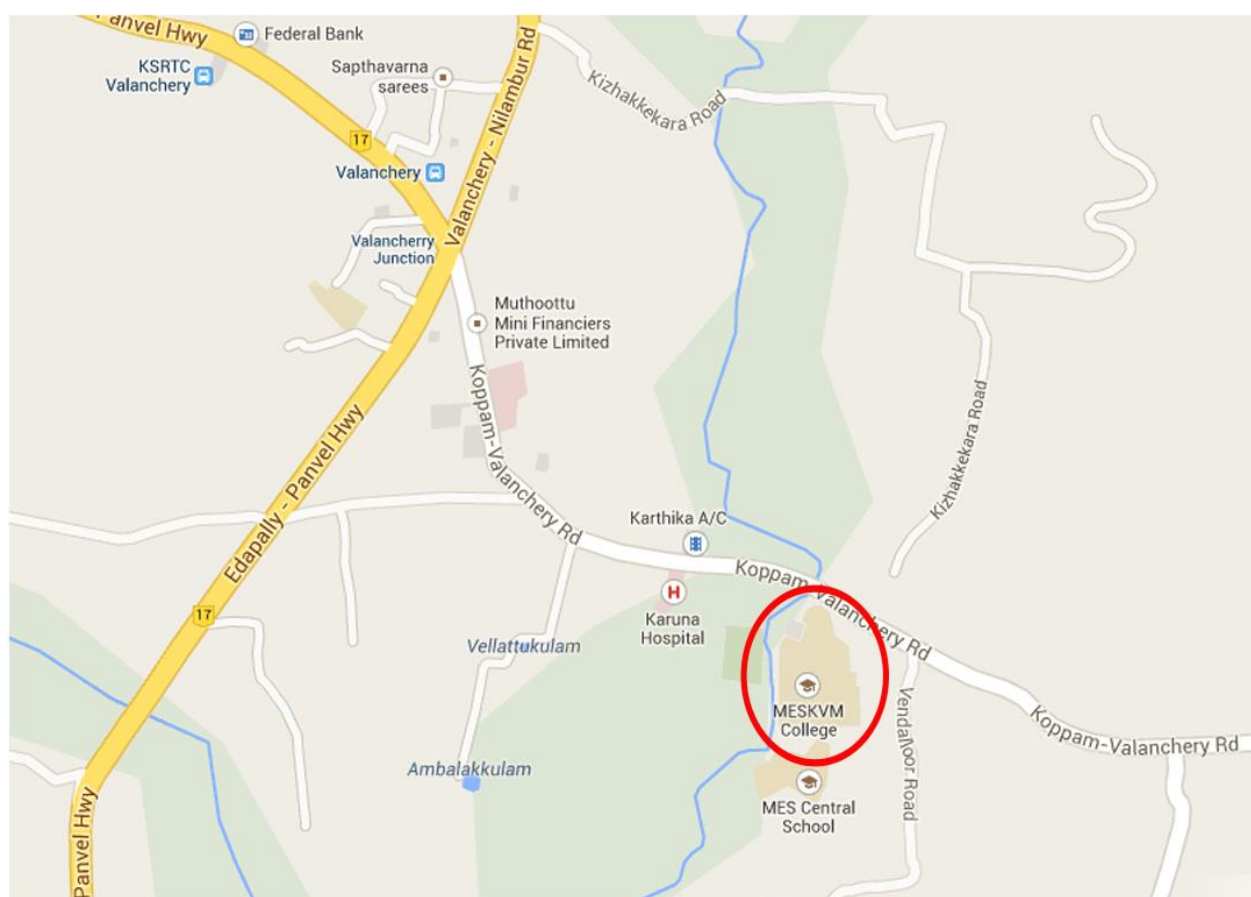 Panvel Hwy
Federal Bank
KSRTC
Valanchery
Sapthavarna
sarees
Valanchery - Nilambur Rd
Kizhakkekara Road
17
Valanchery
Valancherry
Junction
Muthoottu
Mini Financiers
Private Limited
Koppam-Valanchery Rd
Edapally - Panvel Hwy
Kizhakkekara Road
Karthika A/C
Koppam-Valanchery Rd
H
Karuna
Hospital
17
Vellattukulam
MESKVM
College
Vendalloor Road
Koppam-Valanchery Rd
Ambalakkulam
MES Central
School
Panvel Hwy